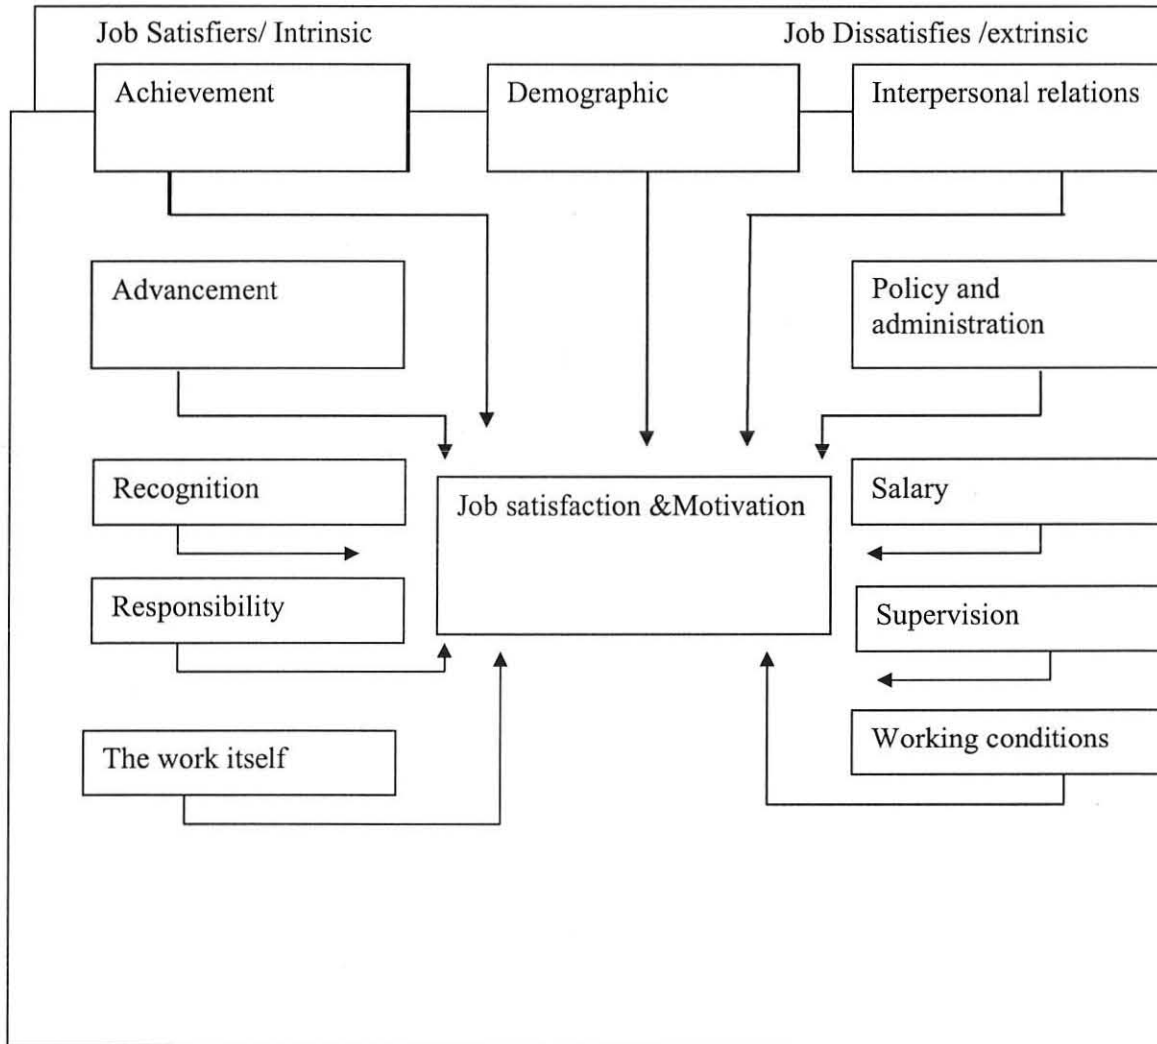 Job Satisfiers/ Intrinsic
Job Dissatisfies /extrinsic
Achievement
Demographic
Interpersonal relations
Advancement
Policy and
administration
Recognition
Job satisfaction &Motivation
Salary
Responsibility
Supervision
The work itself
Working conditions